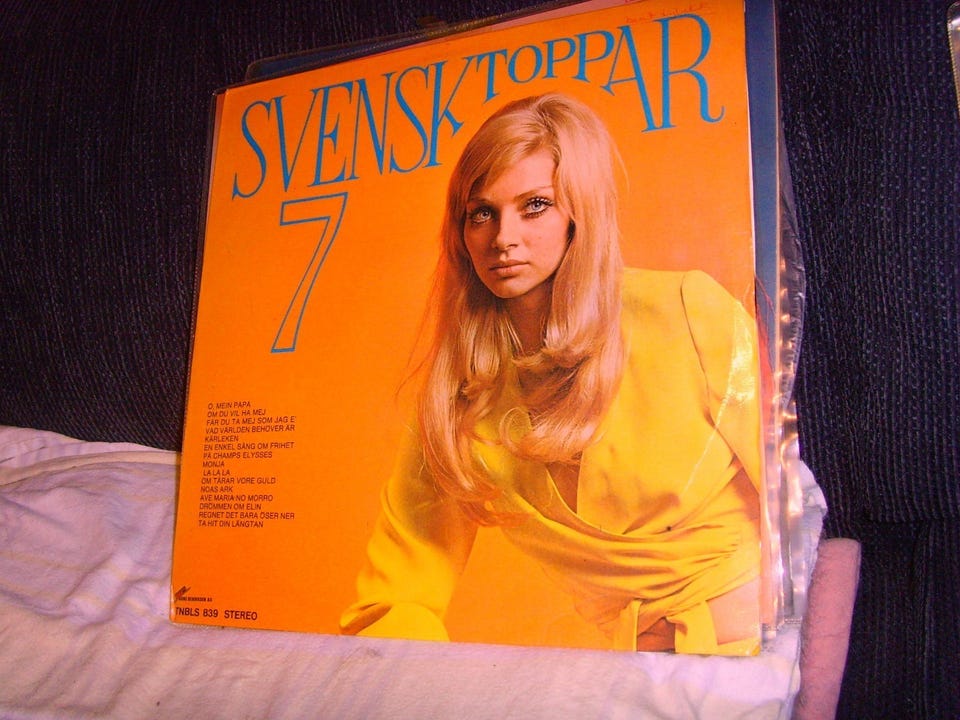 SVENSKTOPPAR
7
O, MEIN PAPA
OM DU VIL HA MEJ
FÅR DU TA MEJ SOM JAG E'
VAD VÄRLDEN BEHÖVER ÄR
KÄRLEKEN
EN ENKEL SÅNG OM FRIHET
PÅ CHAMPS ELYSSES
MONJA
LA LA LA
OM TÅRAR VORE GULD
NOAS ARK
AVE MARIA NO MORRO
DRÖMMEN OM ELIN
REGNET DET BARA ÖSER NER
TA HIT DIN LÄNGTAN
TNBLS 839 STEREO